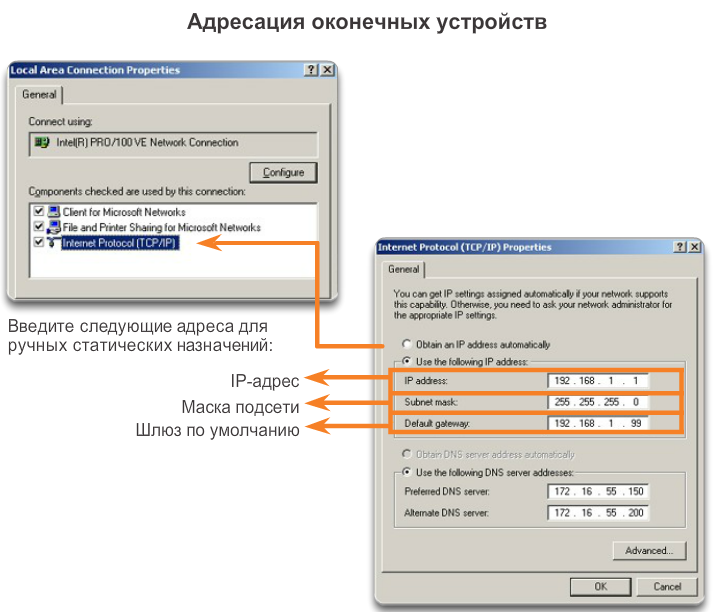 Адресация оконечных устройств
Local Area Connection Properties
General
Connect using:
Intel(R) PRO/100 VE Network Connection
Configure
Components checked are used by this connection:
Client for Microsoft Networks
File and Printer Sharing for Microsoft Networks
Internet Protocol (TCP/IP)
Введите следующие адреса для
ручных статических назначений:
IP-адрес
Маска подсети
Шлюз по умолчанию
Internet Protocol (TCP/IP) Properties
General
You can get IP settings assigned automatically if your network supports
this capability. Otherwise, you need to ask your network administrator for
the appropriate IP settings.
Obtain an IP address automatically
Use the following IP address:
IP address: 192 . 168 . 1 . 1
Subnet mask: 255 . 255 . 255 . 0
Default gateway: 192 . 168 . 1 . 99
Obtain DNS server address automatically
Use the following DNS server addresses:
Preferred DNS server: 172 . 16 . 55 . 150
Alternate DNS server: 172 . 16 . 55 . 200
Advanced...
OK Cancel